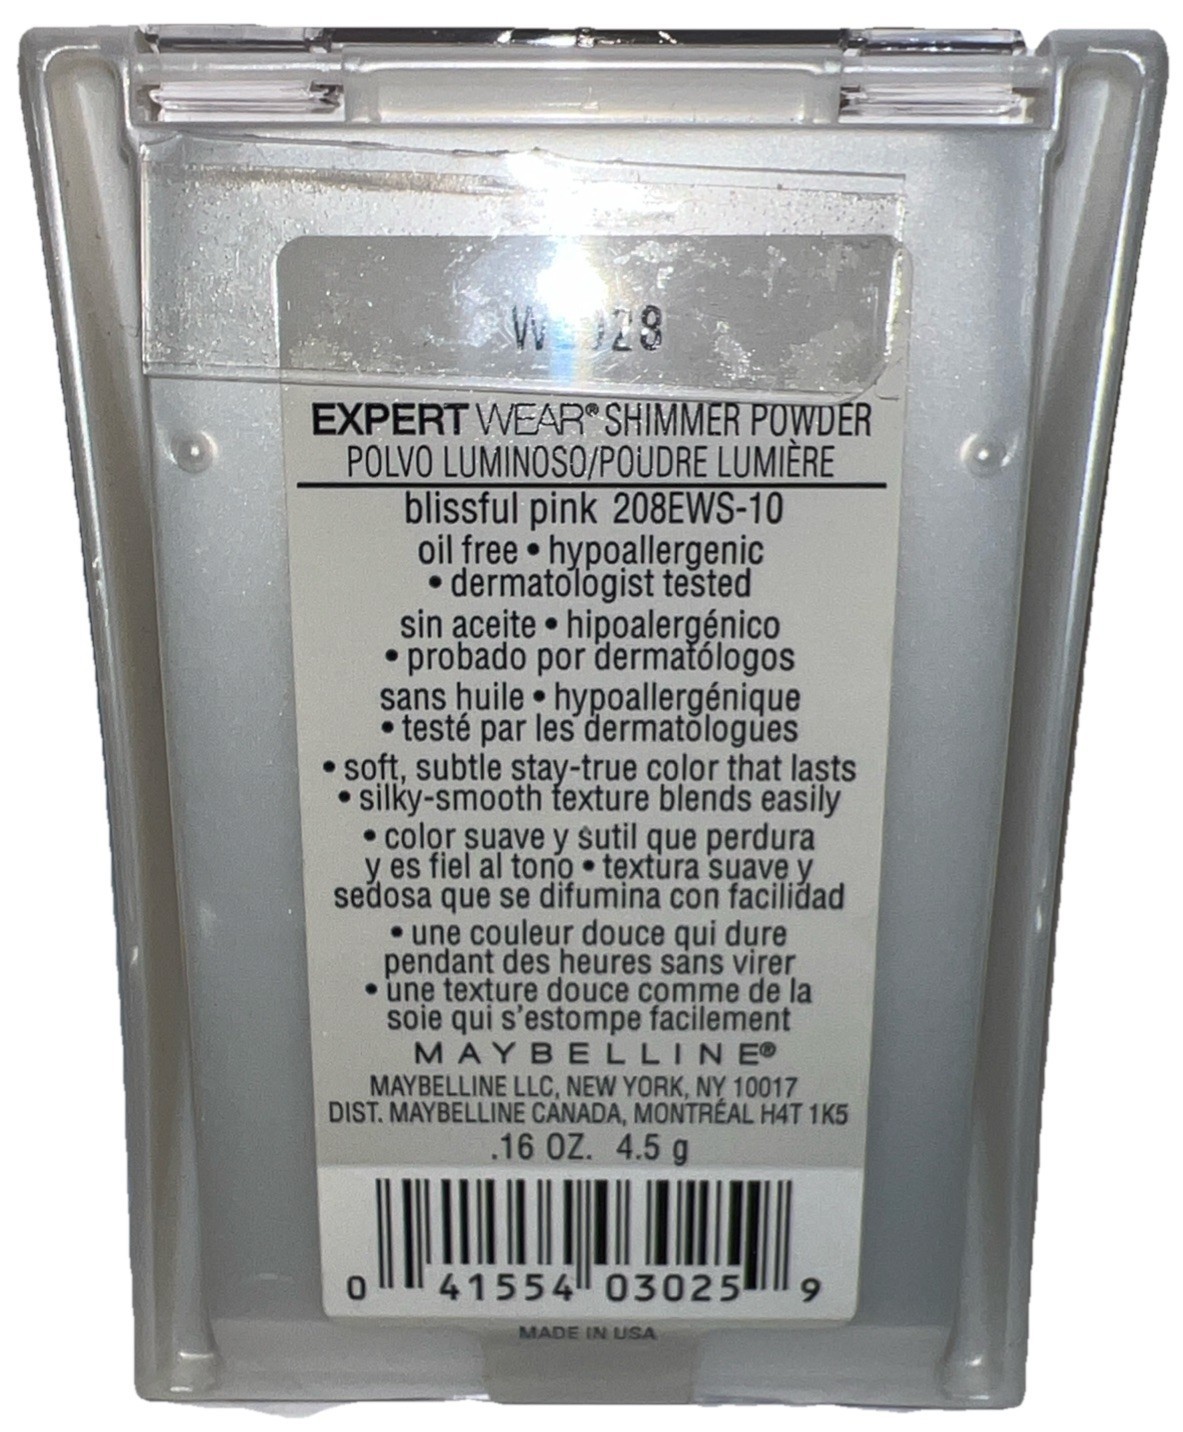 EXPERT WEAR® SHIMMER POWDER
POLVO LUMINOSO/POUDRE LUMIÈRE
blissful pink 208EWS-10
oil free • hypoallergenic
• dermatologist tested
sin aceite • hipoalergénico
• probado por dermatólogos
sans huile • hypoallergénique
• testé par les dermatologues
• soft, subtle stay-true color that lasts
• silky-smooth texture blends easily
• color suave y sutil que perdura
y es fiel al tono • textura suave y
sedosa que se difumina con facilidad
• une couleur douce qui dure
pendant des heures sans virer
• une texture douce comme de la
soie qui s'estompe facilement
MAYBELLINE®
MAYBELLINE LLC, NEW YORK, NY 10017
DIST. MAYBELLINE CANADA, MONTRÉAL H4T 1K5
.16 OZ. 4.5 g
0 41554 03025 9
MADE IN USA